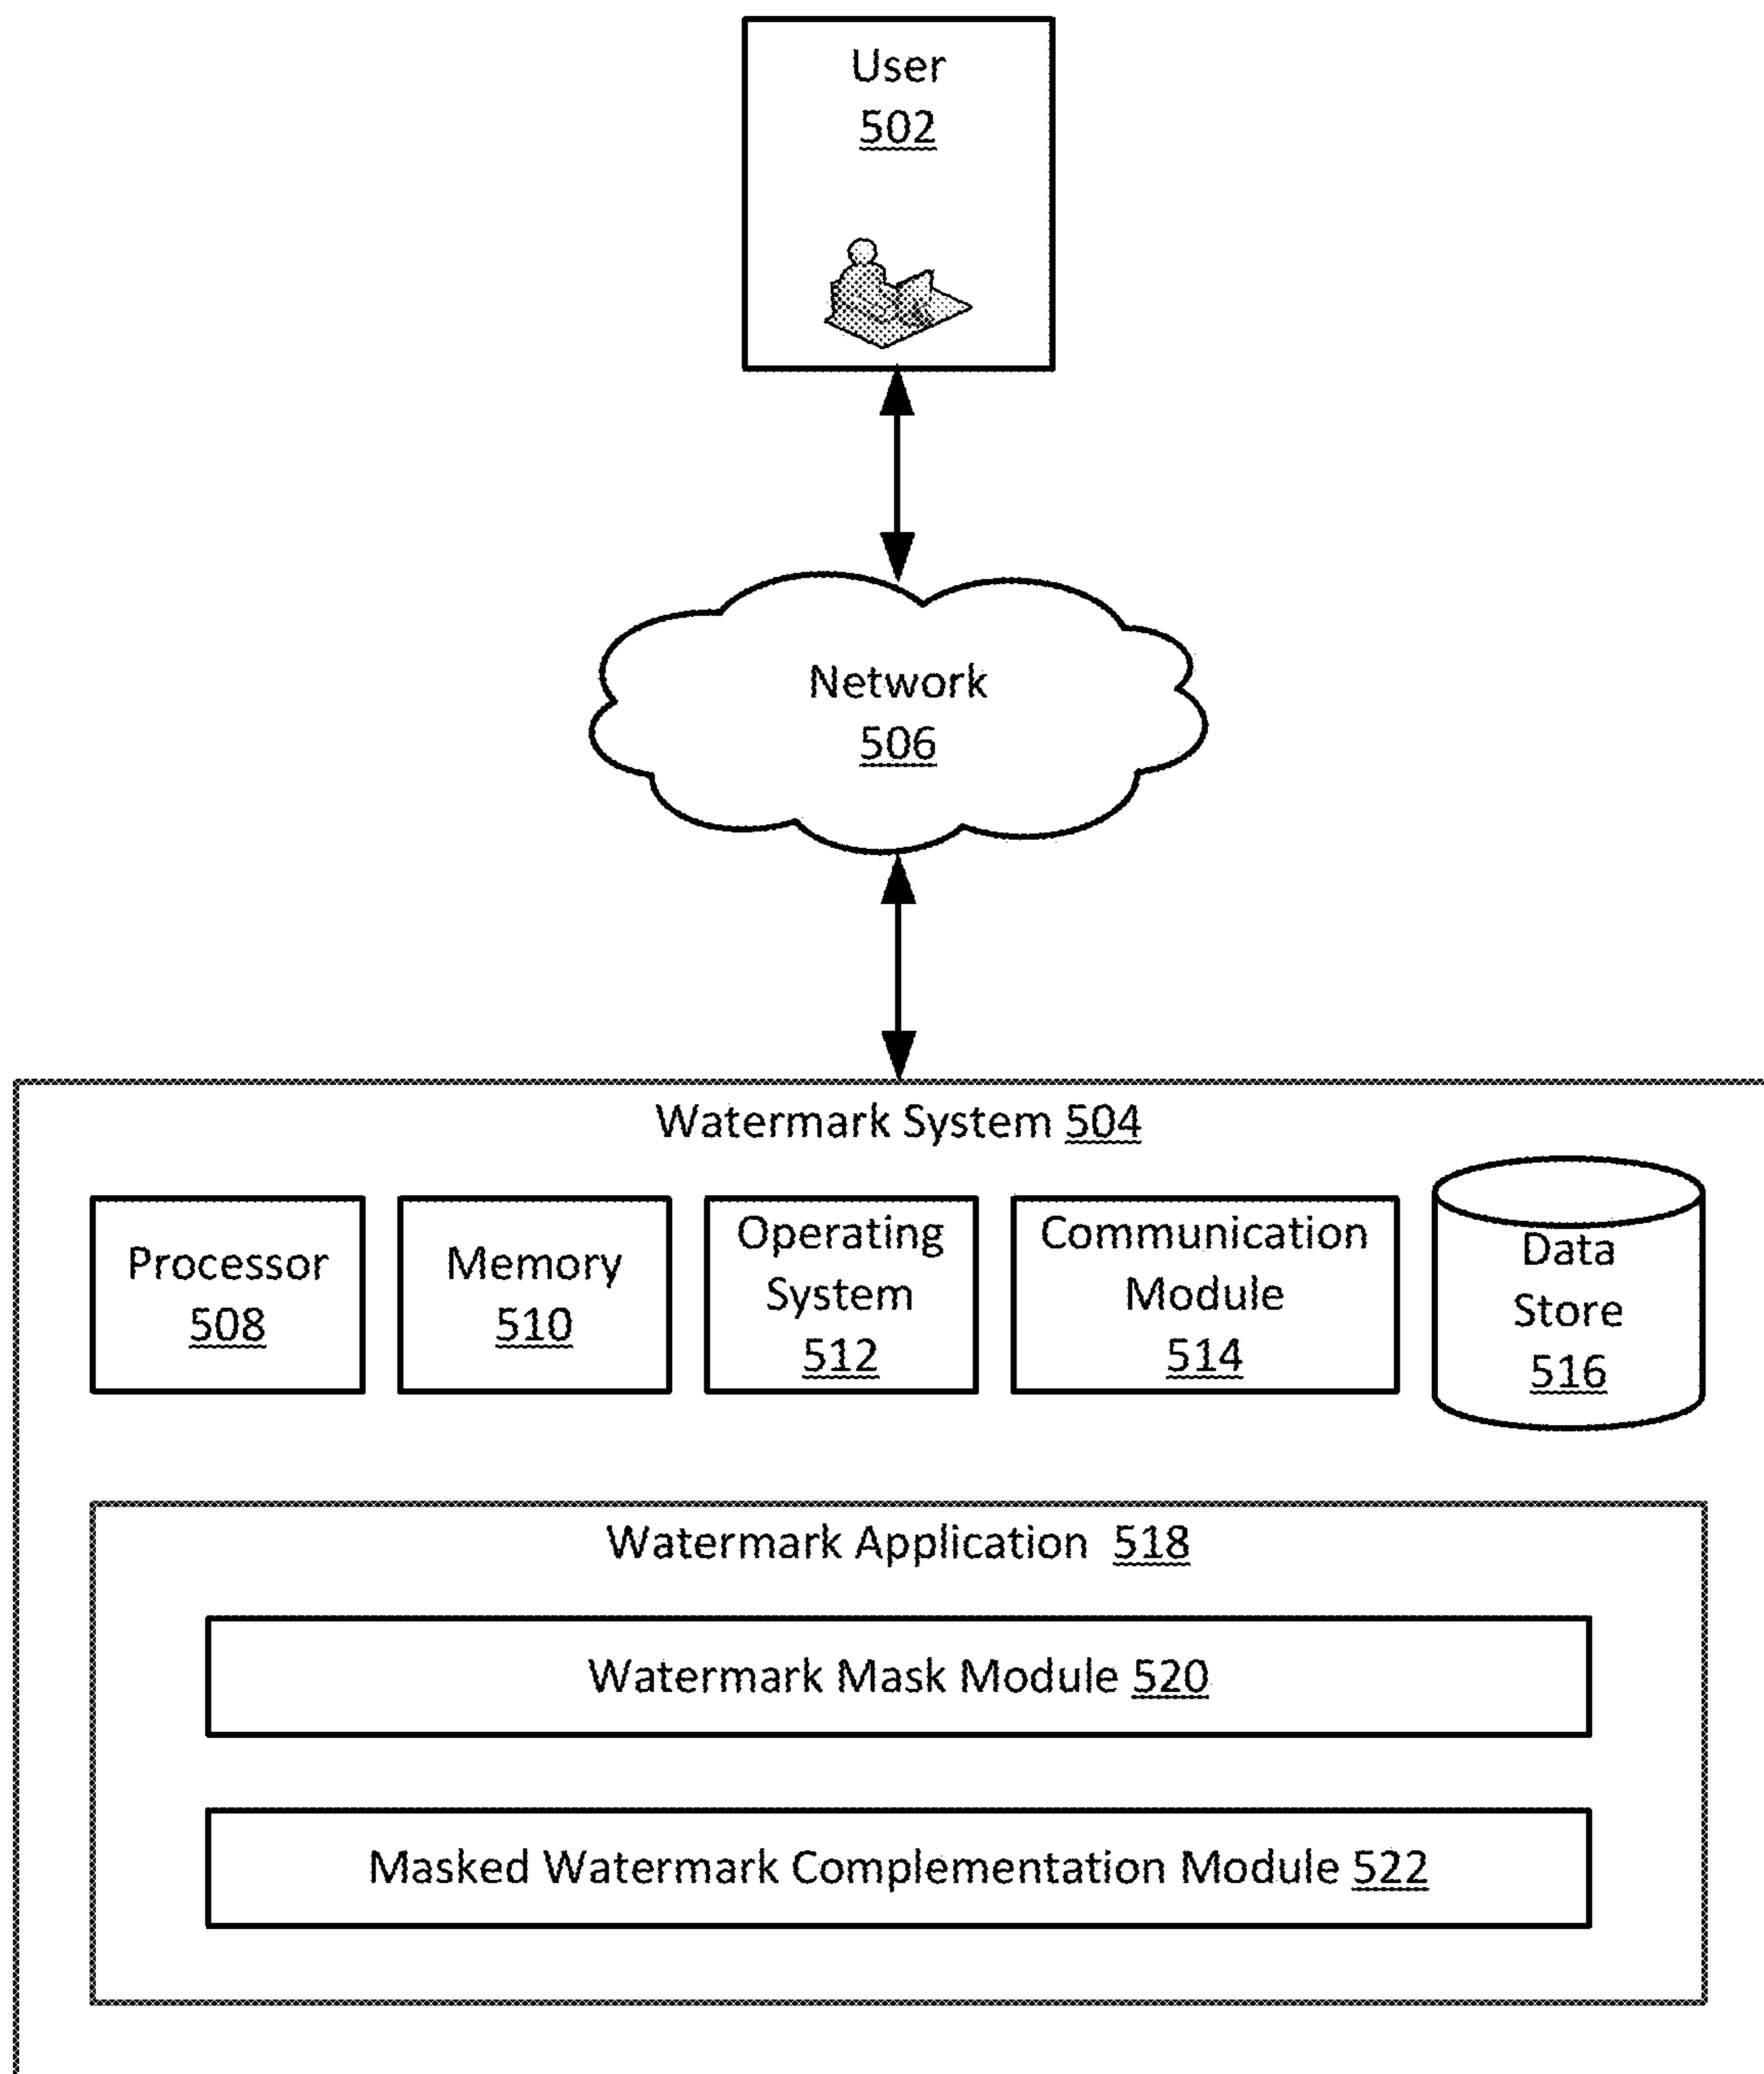 User
502
Network
506
Watermark System 504
Processor
508
Memory
510
Operating
System
512
Communication
Module
514
Data
Store
516
Watermark Application 518
Watermark Mask Module 520
Masked Watermark Complementation Module 522